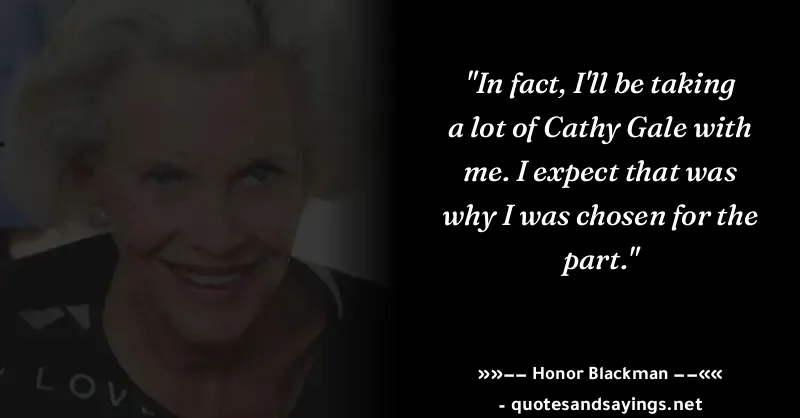 "In fact, I'll be taking
a lot of Cathy Gale with
me. I expect that was
why I was chosen for the
part."
»»−− Honor Blackman −−««
- quotesandsayings.net
LOV